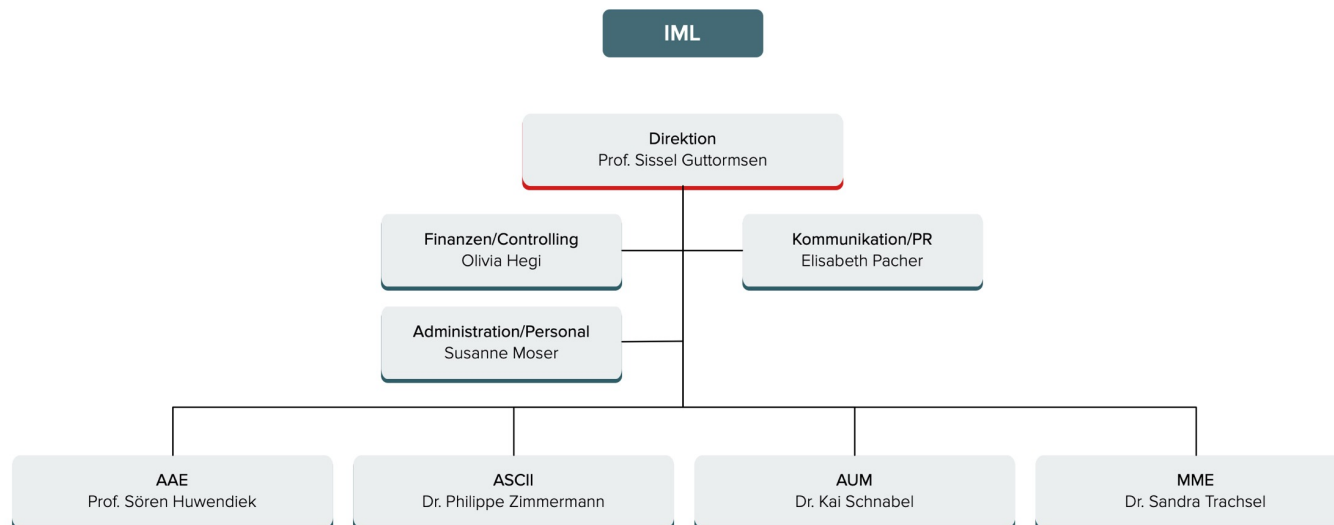 IML
Direktion
Prof. Sissel Guttormsen
Finanzen/Controlling
Olivia Hegi
Kommunikation/PR
Elisabeth Pacher
Administration/Personal
Susanne Moser
AAE
Prof. Sören Huwendiek
ASCII
Dr. Philippe Zimmermann
AUM
Dr. Kai Schnabel
MME
Dr. Sandra Trachsel